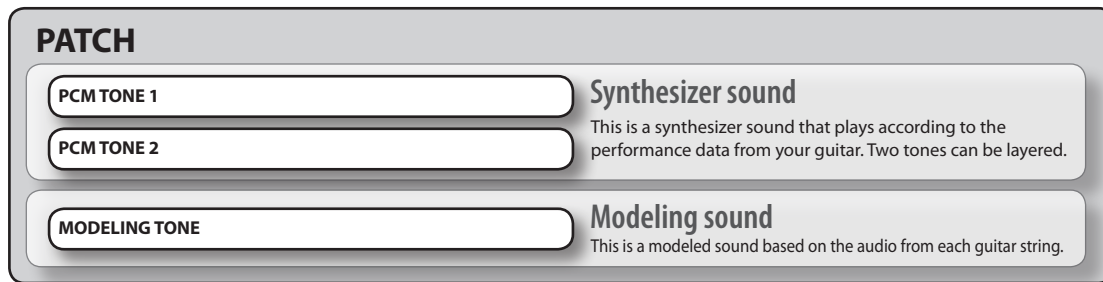 PATCH
PCM TONE 1
Synthesizer sound
This is a synthesizer sound that plays according to the
performance data from your guitar. Two tones can be layered.
PCM TONE 2
MODELING TONE
Modeling sound
This is a modeled sound based on the audio from each guitar string.